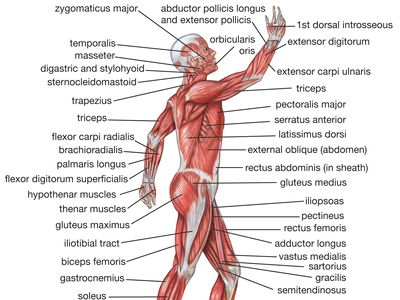 zygomaticus major
temporalis
masseter
digastric and stylohyoid
sternocleidomastoid
trapezius
triceps
flexor carpi radialis
brachioradialis
palmaris longus
flexor digitorum superficialis
hypothenar muscles
thenar muscles
gluteus maximus
iliotibial tract
biceps femoris
gastrocnemius
soleus
abductor pollicis longus
and extensor pollicis
orbicularis
oris
1st dorsal introsseous
extensor digitorum
extensor carpi ulnaris
triceps
pectoralis major
serratus anterior
latissimus dorsi
external oblique (abdomen)
rectus abdominis (in sheath)
gluteus medius
iliopsoas
pectineus
rectus femoris
adductor longus
vastus medialis
sartorius
gracilis
semitendinosus